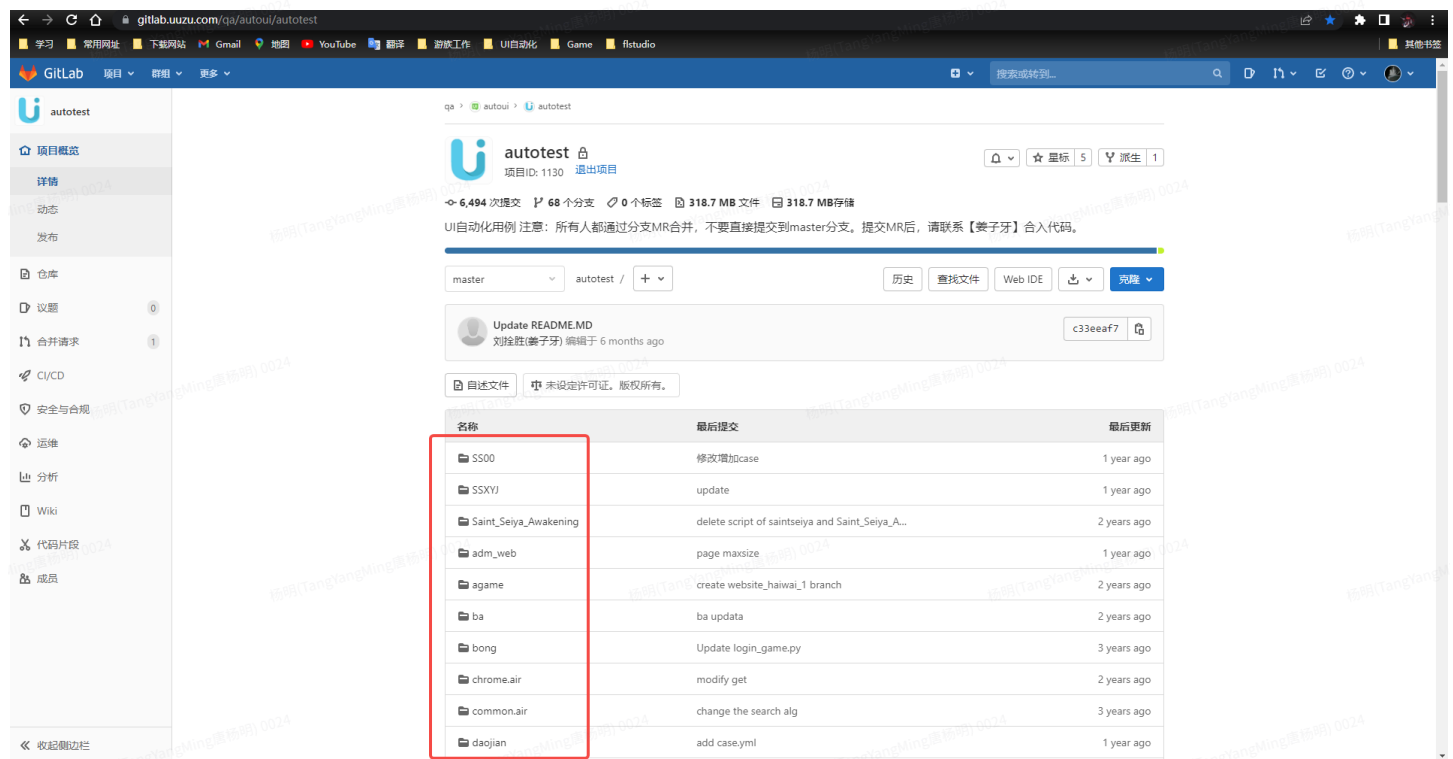 gitlab.uuzu.com/qa/autoui/autotest
学习 常用网址 下载网站 Gmail 地图 YouTube 翻译 游族工作 UI自动化 Game flstudio 其他书签
GitLab 项目 群组 更多 搜索或转到...
autotest
项目概览
详情
动态
发布
仓库
议题 0
合并请求 1
CI/CD
安全与合规
运维
分析
Wiki
代码片段
成员
收起侧边栏
qa > autoui > autotest
autotest
项目ID: 1130 退出项目
星标 5 派生 1
6,494 次提交 68 个分支 0 个标签 318.7 MB 文件 318.7 MB存储
UI自动化用例 注意：所有人都通过分支MR合并，不要直接提交到master分支。提交MR后，请联系【姜子牙】合入代码。
master autotest / + 历史 查找文件 Web IDE 克隆
Update README.MD
刘拴胜(姜子牙) 编辑于 6 months ago
c33eeaf7
自述文件 未设定许可证。版权所有。
名称 最后提交 最后更新
SS00 修改增加case 1 year ago
SSXYJ update 1 year ago
Saint_Seiya_Awakening delete script of saintseiya and Saint_Seiya_A... 2 years ago
adm_web page maxsize 1 year ago
agame create website_haiwai_1 branch 2 years ago
ba ba updata 2 years ago
bong Update login_game.py 3 years ago
chrome.air modify get 2 years ago
common.air change the search alg 3 years ago
daojian add case.yml 1 year ago